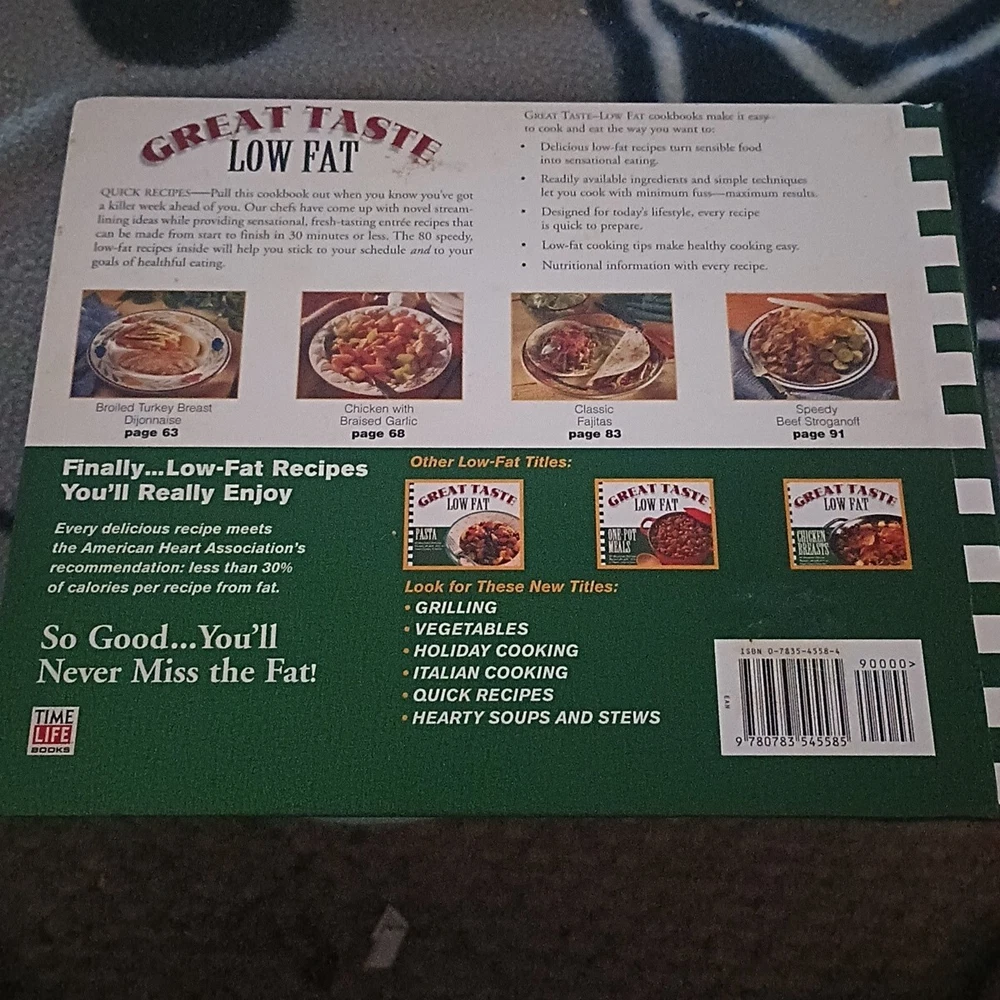 GREAT TASTE
LOW FAT
QUICK RECIPES—Pull this cookbook out when you know you've got
a killer week ahead of you. Our chefs have come up with novel stream-
lining ideas while providing sensational, fresh-tasting entrée recipes that
can be made from start to finish in 30 minutes or less. The 80 speedy,
low-fat recipes inside will help you stick to your schedule and to your
goals of healthful eating.
GREAT TASTE–LOW FAT cookbooks make it easy
to cook and eat the way you want to:
• Delicious low-fat recipes turn sensible food
into sensational eating.
• Readily available ingredients and simple techniques
let you cook with minimum fuss—maximum results.
• Designed for today's lifestyle, every recipe
is quick to prepare.
• Low-fat cooking tips make healthy cooking easy.
• Nutritional information with every recipe.
Broiled Turkey Breast
Dijonnaise
page 63
Chicken with
Braised Garlic
page 68
Classic
Fajitas
page 83
Speedy
Beef Stroganoff
page 91
Finally...Low-Fat Recipes
You'll Really Enjoy
Every delicious recipe meets
the American Heart Association's
recommendation: less than 30%
of calories per recipe from fat.
So Good...You'll
Never Miss the Fat!
TIME
LIFE
BOOKS
Other Low-Fat Titles:
GREAT TASTE
LOW FAT
PASTA
GREAT TASTE
LOW FAT
ONE-POT
MEALS
GREAT TASTE
LOW FAT
CHICKEN
BREASTS
Look for These New Titles:
• GRILLING
• VEGETABLES
• HOLIDAY COOKING
• ITALIAN COOKING
• QUICK RECIPES
• HEARTY SOUPS AND STEWS
ISBN 0-7835-4558-4
90000>
EAN
9 780783 545585